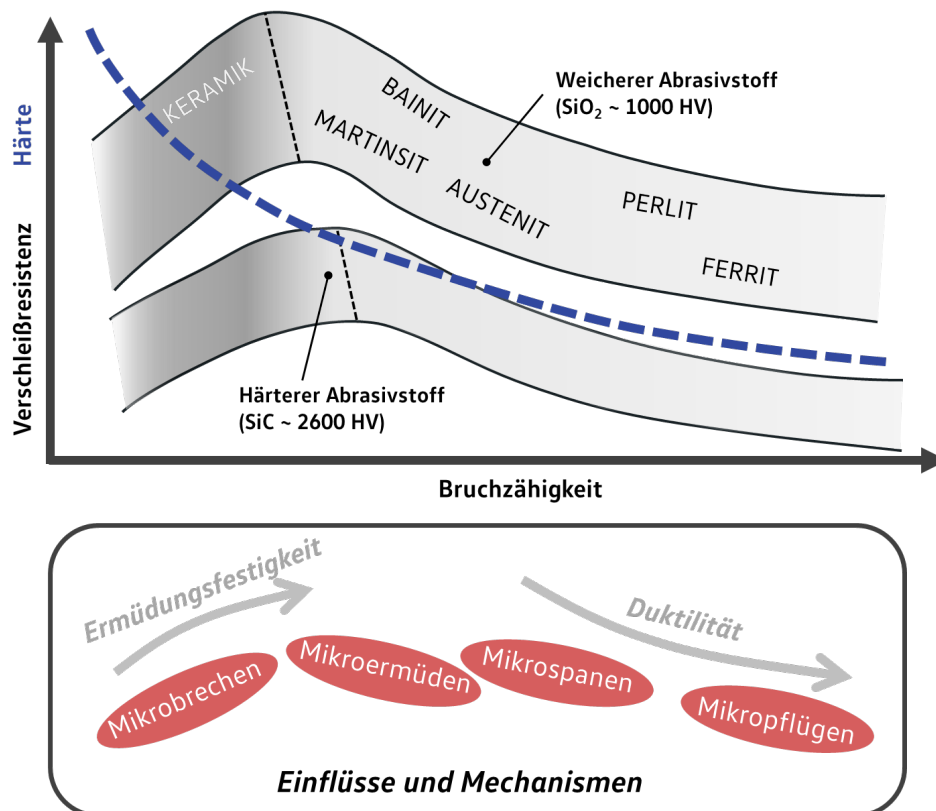 Härte
Verschleißresistenz
KERAMIK
BAINIT
MARTINSIT
AUSTENIT
PERLIT
FERRIT
Weicherer Abrasivstoff
(SiO₂ ~ 1000 HV)
Härterer Abrasivstoff
(SiC ~ 2600 HV)
Bruchzähigkeit
Ermüdungsfestigkeit
Duktilität
Mikrobrechen
Mikroermüden
Mikrospanen
Mikropflügen
Einflüsse und Mechanismen